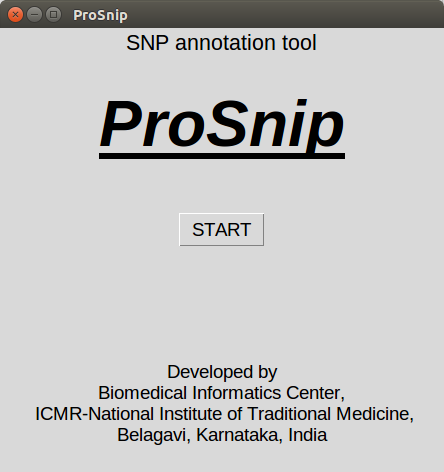 ProSnip
SNP annotation tool
ProSnip
START
Developed by
Biomedical Informatics Center,
ICMR-National Institute of Traditional Medicine,
Belagavi, Karnataka, India